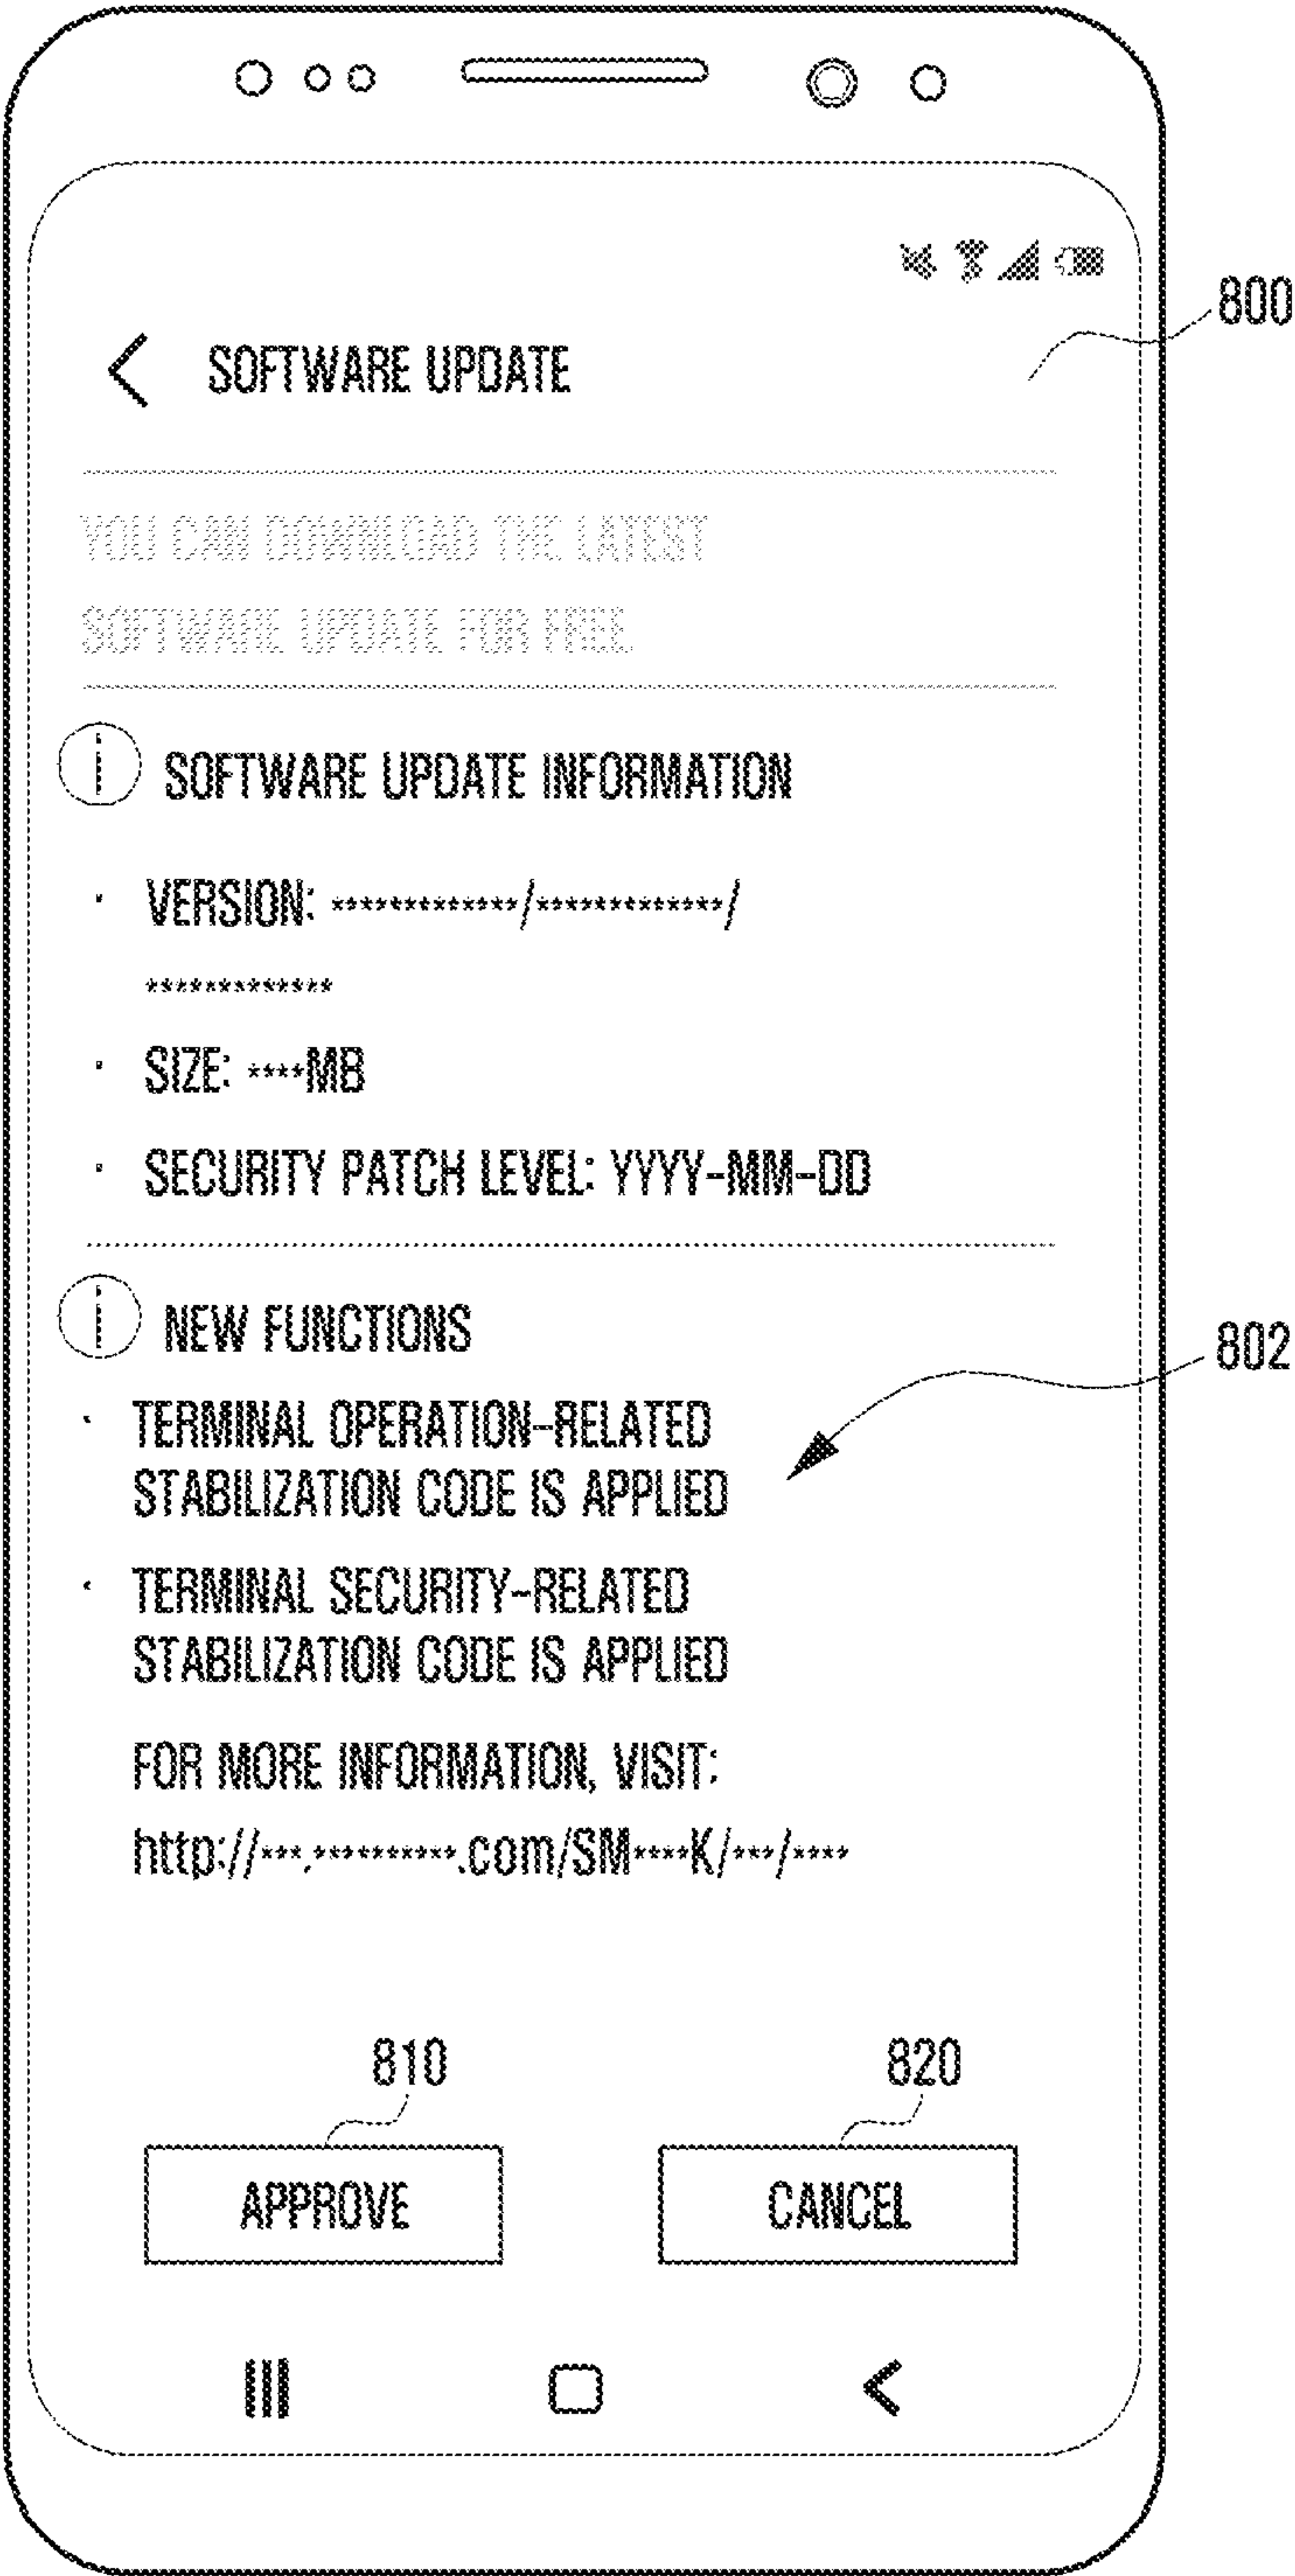 800
SOFTWARE UPDATE
YOU CAN DOWNLOAD THE LATEST
SOFTWARE UPDATE FOR FREE.
SOFTWARE UPDATE INFORMATION
· VERSION: *************/*************/
*************
· SIZE: ****MB
· SECURITY PATCH LEVEL: YYYY-MM-DD
NEW FUNCTIONS
802
· TERMINAL OPERATION-RELATED
STABILIZATION CODE IS APPLIED
· TERMINAL SECURITY-RELATED
STABILIZATION CODE IS APPLIED
FOR MORE INFORMATION, VISIT:
http://***.**********.com/SM****K/***/****
810
820
APPROVE
CANCEL